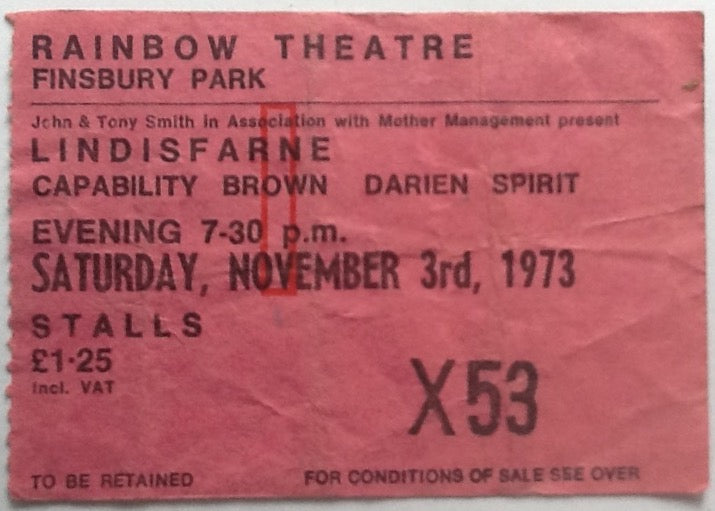 RAINBOW THEATRE
FINSBURY PARK
John & Tony Smith in Association with Mother Management present
LINDISFARNE
CAPABILITY BROWN DARIEN SPIRIT
EVENING 7-30 p.m.
SATURDAY, NOVEMBER 3rd, 1973
STALLS
£1·25
incl. VAT
X53
TO BE RETAINED FOR CONDITIONS OF SALE SEE OVER